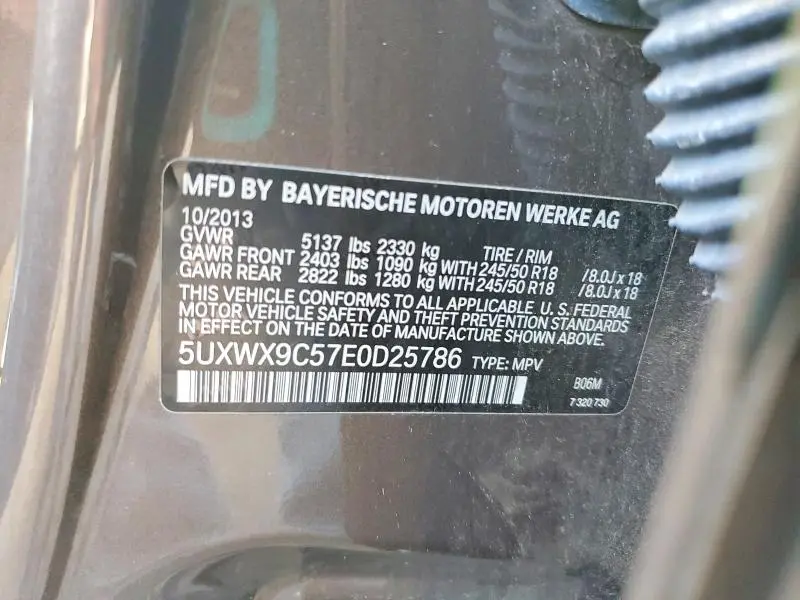 MFD BY BAYERISCHE MOTOREN WERKE AG
10/2013
GVWR 5137 lbs 2330 kg TIRE / RIM
GAWR FRONT 2403 lbs 1090 kg WITH 245/50 R18 /8.0J x 18
GAWR REAR 2822 lbs 1280 kg WITH 245/50 R18 /8.0J x 18
THIS VEHICLE CONFORMS TO ALL APPLICABLE U. S. FEDERAL
MOTOR VEHICLE SAFETY AND THEFT PREVENTION STANDARDS
IN EFFECT ON THE DATE OF MANUFACTURE SHOWN ABOVE.
5UXWX9C57E0D25786 TYPE: MPV
B06M
7 320 730